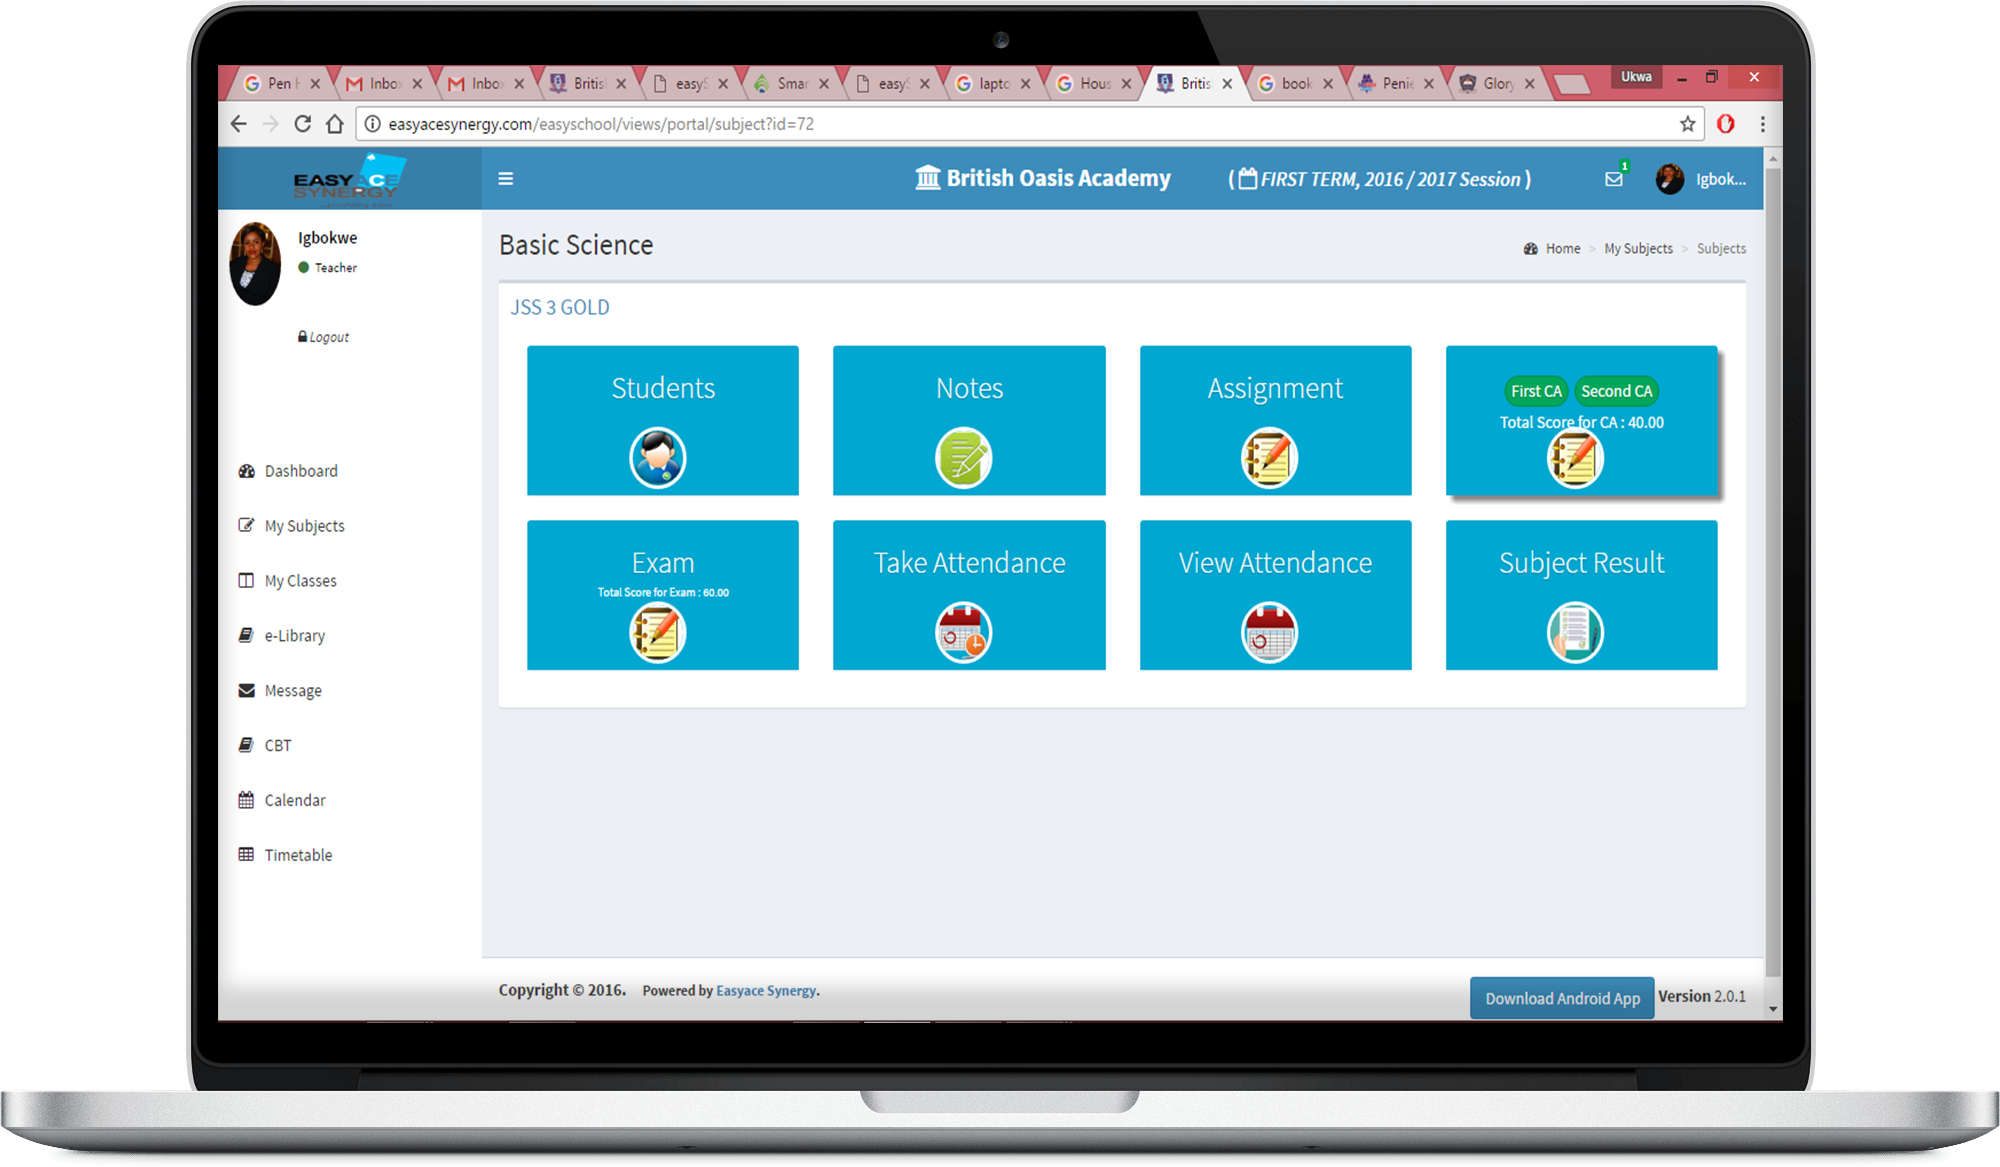 Pen Inbo Inbo Britis easyS Smar easyS lapto Hous Britis book Penie Glory Ukwa
easyacesynergy.com/easyschool/views/portal/subject?id=72
EASY ACE
SYNERGY
British Oasis Academy
( FIRST TERM, 2016 / 2017 Session )
1
Igbok...
Igbokwe
Teacher
Logout
Dashboard
My Subjects
My Classes
e-Library
Message
CBT
Calendar
Timetable
Basic Science
Home > My Subjects > Subjects
JSS 3 GOLD
Students
Notes
Assignment
First CA Second CA
Total Score for CA : 40.00
Exam
Total Score for Exam : 60.00
Take Attendance
View Attendance
Subject Result
Copyright © 2016. Powered by Easyace Synergy.
Download Android App
Version 2.0.1